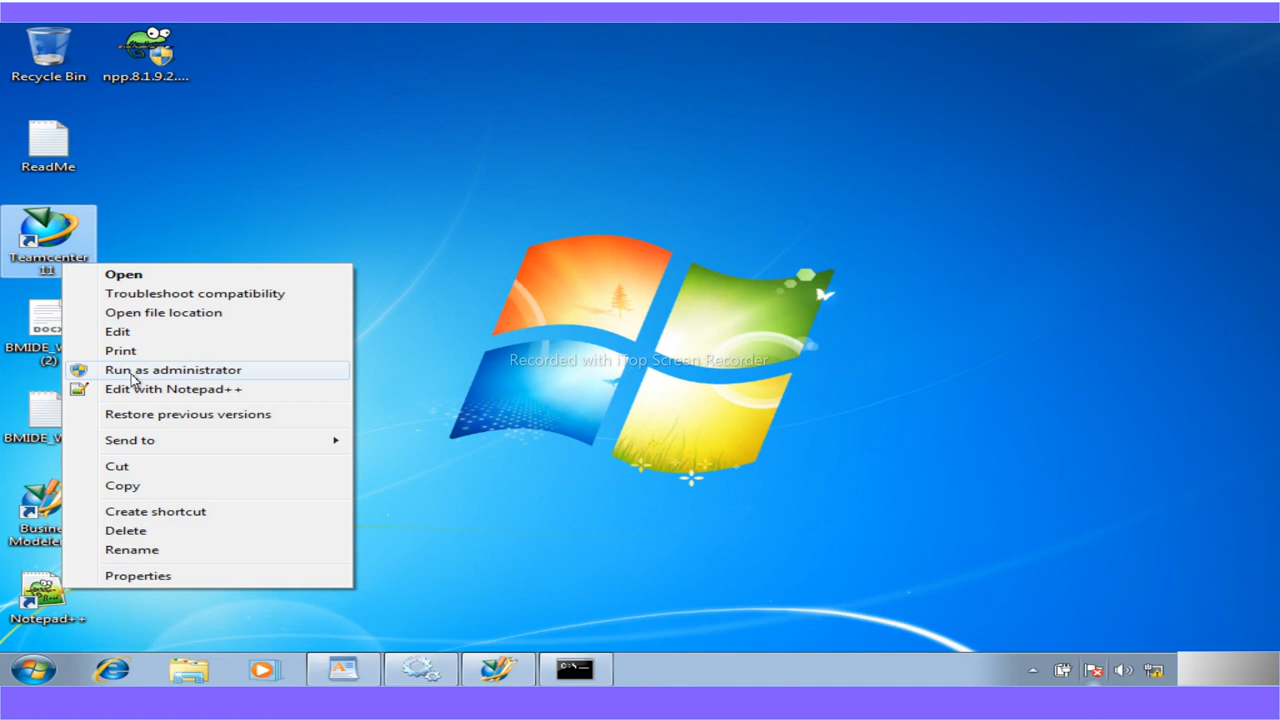 Recycle Bin
npp.8.1.9.2....
ReadMe
Teamcenter
11
Open
Troubleshoot compatibility
Open file location
Edit
Print
Run as administrator
Edit with Notepad++
Restore previous versions
Send to
Cut
Copy
Create shortcut
Delete
Rename
Properties
DOCX
BMIDE_W
(2)
BMIDE_W
Busine
Modele
Notepad++
Recorded with iTop Screen Recorder
C:\_